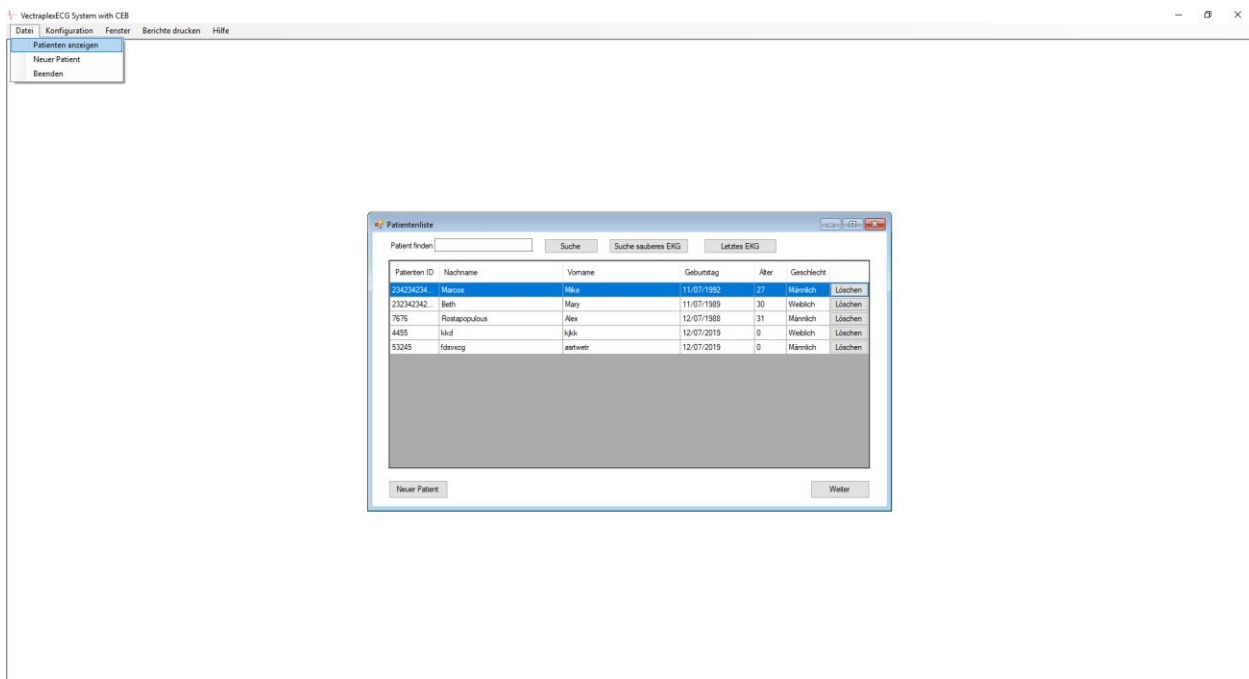 VectraplexECG System with CEB
Datei Konfiguration Fenster Berichte drucken Hilfe
Patienten anzeigen
Neuer Patient
Beenden
Patientenliste
Patient finden Suche Suche sauberes EKG Letztes EKG
Patienten ID Nachname Vorname Geburtstag Alter Geschlecht
234234234... Marcos Mike 11/07/1992 27 Männlich Löschen
232342342... Beth Mary 11/07/1989 30 Weiblich Löschen
7676 Rostapopulous Alex 12/07/1988 31 Männlich Löschen
4455 kkd kjkk 12/07/2019 0 Weiblich Löschen
53245 fdsvxcg asrtwetr 12/07/2019 0 Männlich Löschen
Neuer Patient Weiter